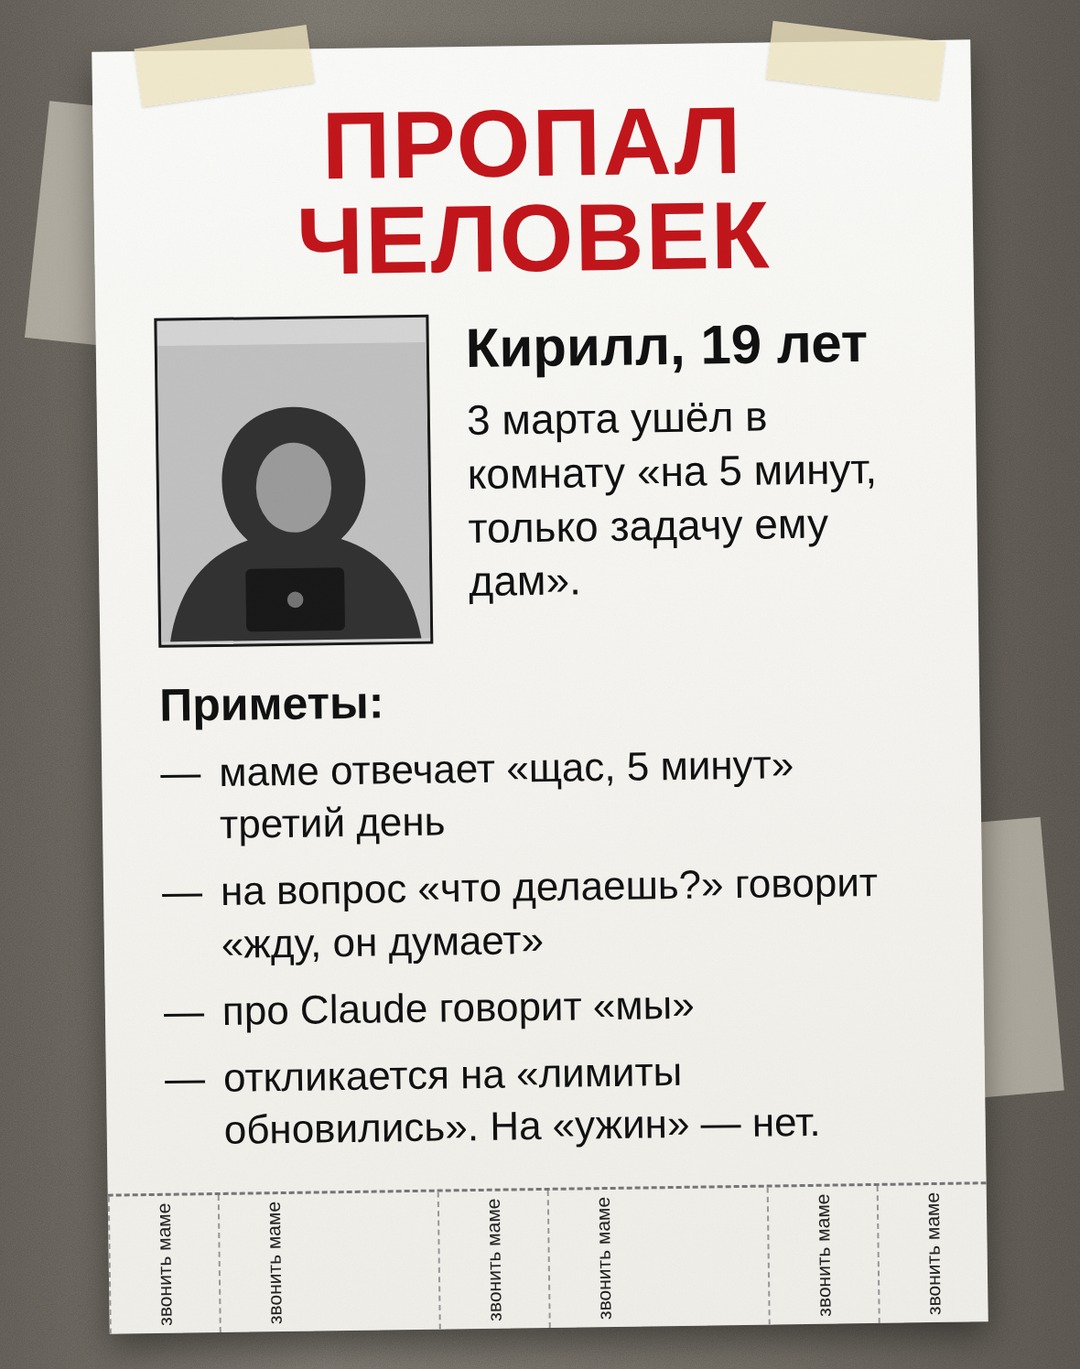 ПРОПАЛ
ЧЕЛОВЕК
Кирилл, 19 лет
3 марта ушёл в
комнату «на 5 минут,
только задачу ему
дам».
Приметы:
— маме отвечает «щас, 5 минут»
третий день
— на вопрос «что делаешь?» говорит
«жду, он думает»
— про Claude говорит «мы»
— откликается на «лимиты
обновились». На «ужин» — нет.
звонить маме
звонить маме
звонить маме
звонить маме
звонить маме
звонить маме